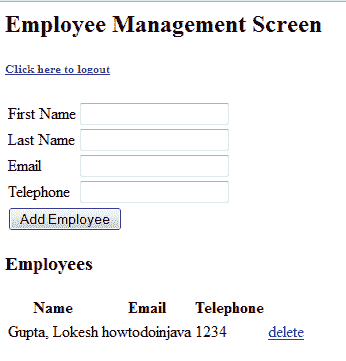 Employee Management Screen
Click here to logout
First Name
Last Name
Email
Telephone
Add Employee
Employees
Name Email Telephone
Gupta, Lokesh howtodoinjava 1234 delete